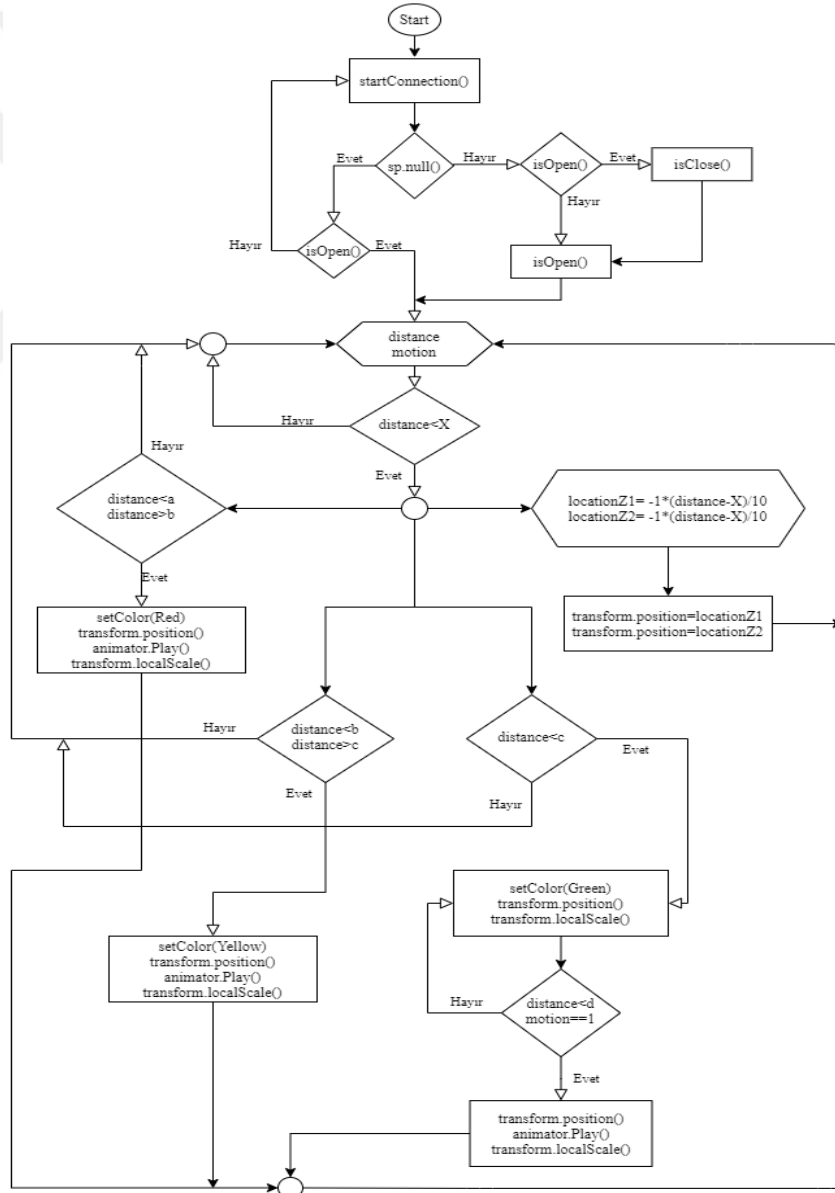 Start
startConnection()
Evet
sp.null()
Hayır
isOpen()
Evet
isClose()
Hayır
Hayır
isOpen()
Evet
isOpen()
distance
motion
Hayır
distance<X
Evet
Hayır
distance<a
distance>b
Evet
locationZ1= -1*(distance-X)/10
locationZ2= -1*(distance-X)/10
setColor(Red)
transform.position()
animator.Play()
transform.localScale()
transform.position=locationZ1
transform.position=locationZ2
Hayır
distance<b
distance>c
Evet
distance<c
Evet
Hayır
setColor(Green)
transform.position()
transform.localScale()
setColor(Yellow)
transform.position()
animator.Play()
transform.localScale()
Hayır
distance<d
motion==1
Evet
transform.position()
animator.Play()
transform.localScale()